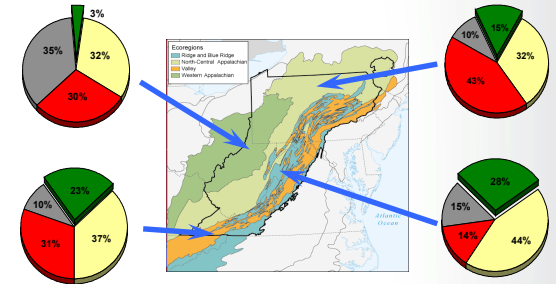 3%
35%
32%
30%
15%
10%
32%
43%
Ecoregions
Ridge and Blue Ridge
North-Central Appalachian
Valley
Western Appalachian
23%
10%
37%
31%
28%
15%
14%
44%
Atlantic
Ocean